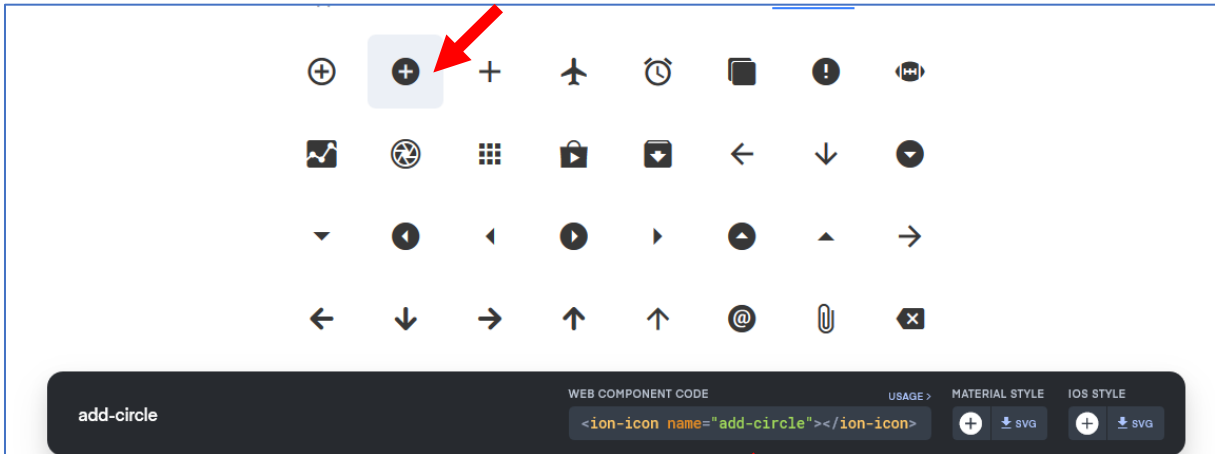 add-circle
WEB COMPONENT CODE
USAGE >
<ion-icon name="add-circle"></ion-icon>
MATERIAL STYLE
SVG
IOS STYLE
SVG